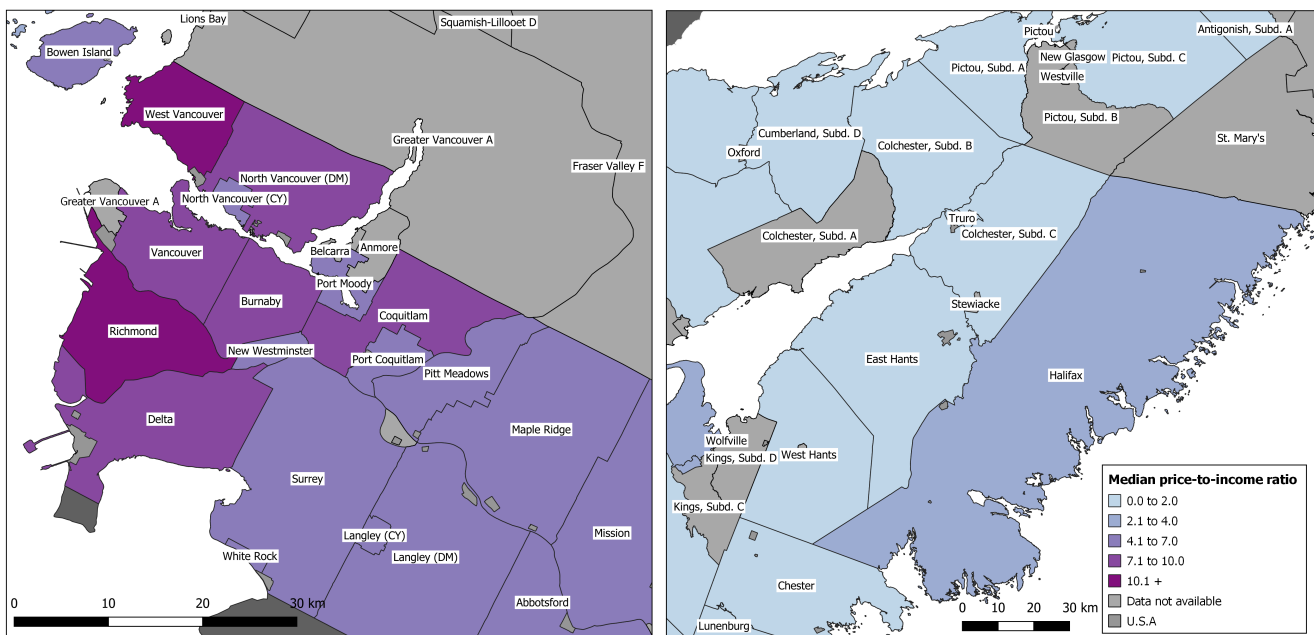 Lions Bay
Squamish-Lillooet D
Bowen Island
West Vancouver
Greater Vancouver A
Fraser Valley F
North Vancouver (DM)
North Vancouver (CY)
Greater Vancouver A
Vancouver
Belcarra
Anmore
Port Moody
Burnaby
Coquitlam
Richmond
New Westminster
Port Coquitlam
Pitt Meadows
Delta
Maple Ridge
Surrey
Langley (CY)
Mission
White Rock
Langley (DM)
Abbotsford
0 10 20 30 km
Pictou
Antigonish, Subd. A
New Glasgow
Pictou, Subd. A
Pictou, Subd. C
Westville
Pictou, Subd. B
Cumberland, Subd. D
St. Mary's
Oxford
Colchester, Subd. B
Truro
Colchester, Subd. A
Colchester, Subd. C
Stewiacke
East Hants
Halifax
Wolfville
Kings, Subd. D
West Hants
Kings, Subd. C
Chester
Lunenburg
0 10 20 30 km
Median price-to-income ratio
0.0 to 2.0
2.1 to 4.0
4.1 to 7.0
7.1 to 10.0
10.1 +
Data not available
U.S.A